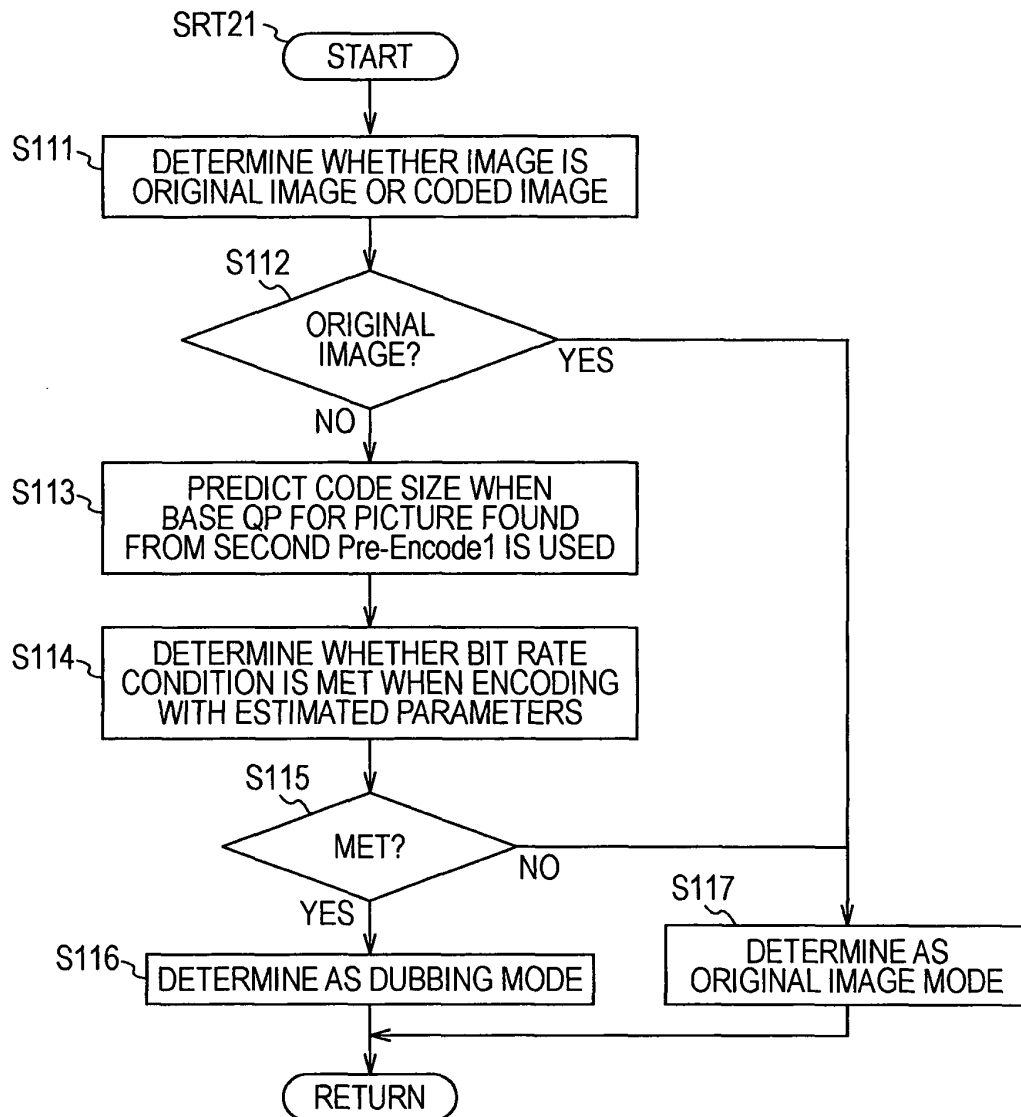 SRT21
START
S111
DETERMINE WHETHER IMAGE IS
ORIGINAL IMAGE OR CODED IMAGE
S112
ORIGINAL
IMAGE?
YES
NO
S113
PREDICT CODE SIZE WHEN
BASE QP FOR PICTURE FOUND
FROM SECOND Pre-Encode1 IS USED
S114
DETERMINE WHETHER BIT RATE
CONDITION IS MET WHEN ENCODING
WITH ESTIMATED PARAMETERS
S115
MET?
NO
YES
S117
DETERMINE AS
ORIGINAL IMAGE MODE
S116
DETERMINE AS DUBBING MODE
RETURN